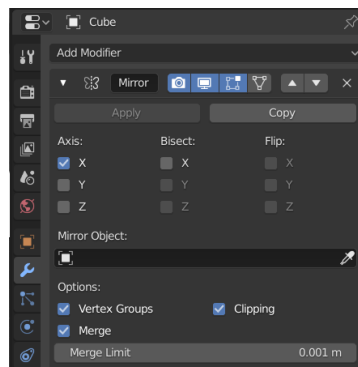 Cube
Add Modifier
Mirror
Apply Copy
Axis: Bisect: Flip:
X X X
Y Y Y
Z Z Z
Mirror Object:
Options:
Vertex Groups Clipping
Merge
Merge Limit 0.001 m